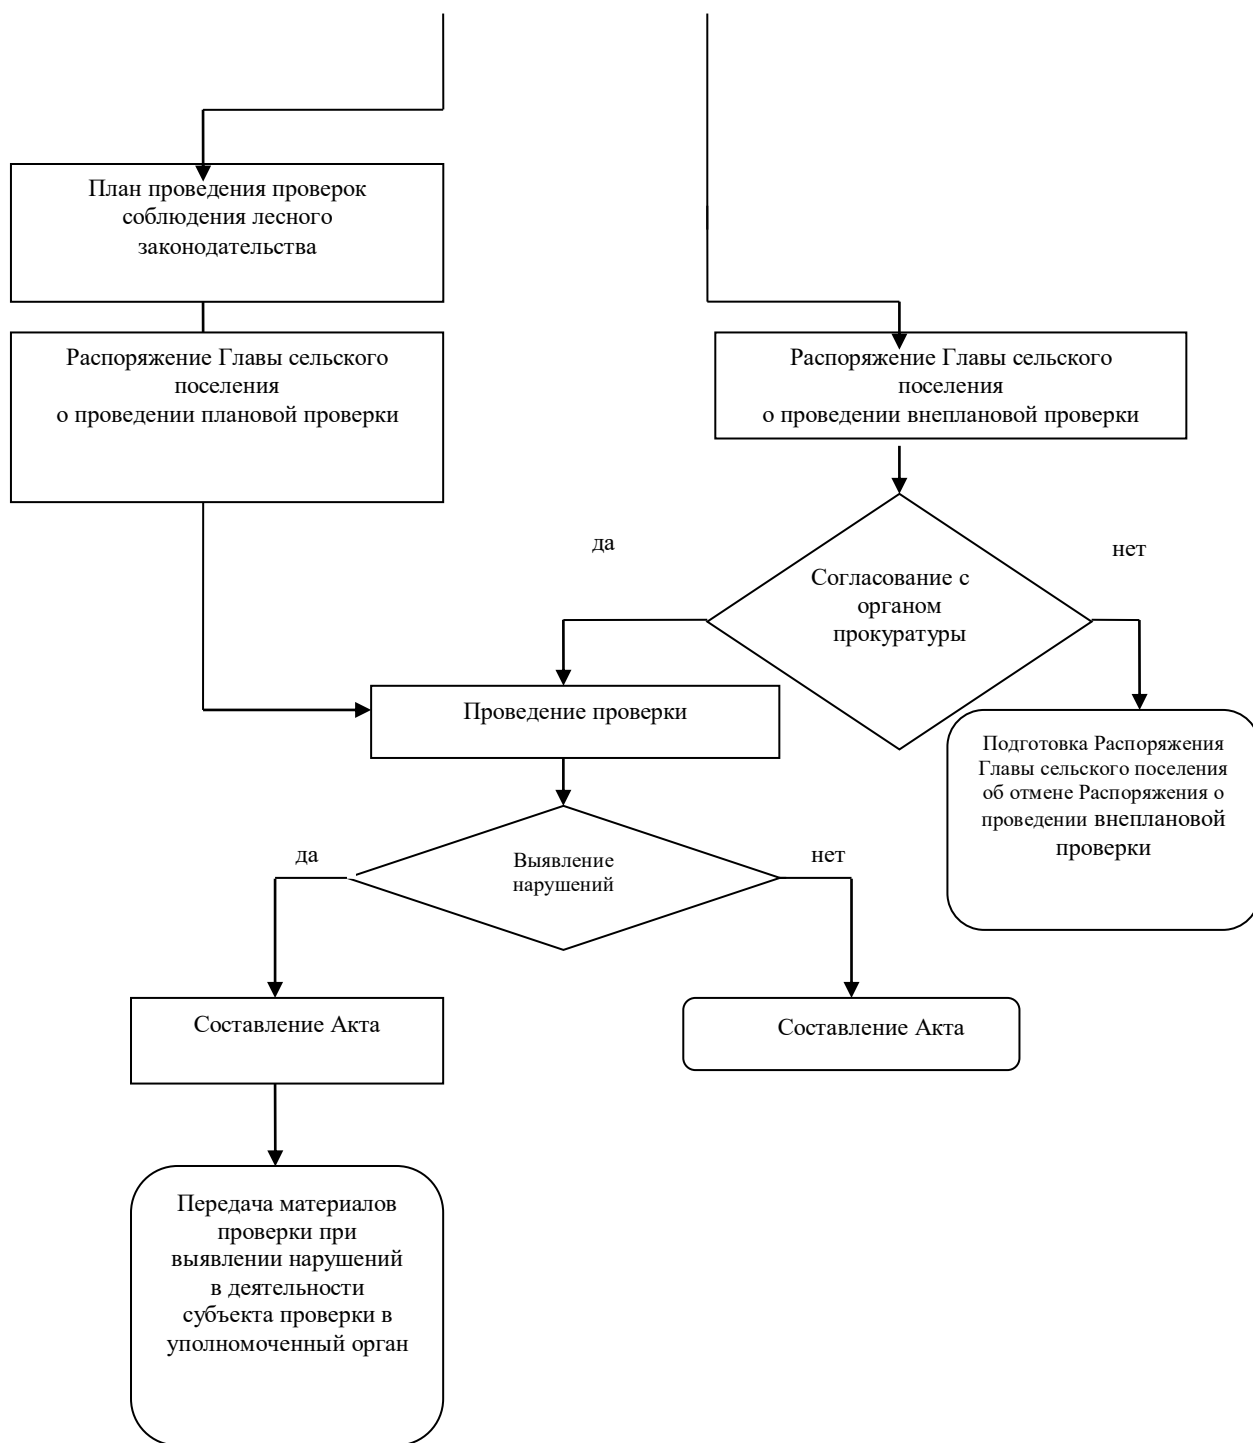 План проведения проверок
соблюдения лесного
законодательства
Распоряжение Главы сельского
поселения
о проведении плановой проверки
Распоряжение Главы сельского
поселения
о проведении внеплановой проверки
да
нет
Согласование с
органом
прокуратуры
Проведение проверки
Подготовка Распоряжения
Главы сельского поселения
об отмене Распоряжения о
проведении внеплановой
проверки
да
нет
Выявление
нарушений
Составление Акта
Составление Акта
Передача материалов
проверки при
выявлении нарушений
в деятельности
субъекта проверки в
уполномоченный орган